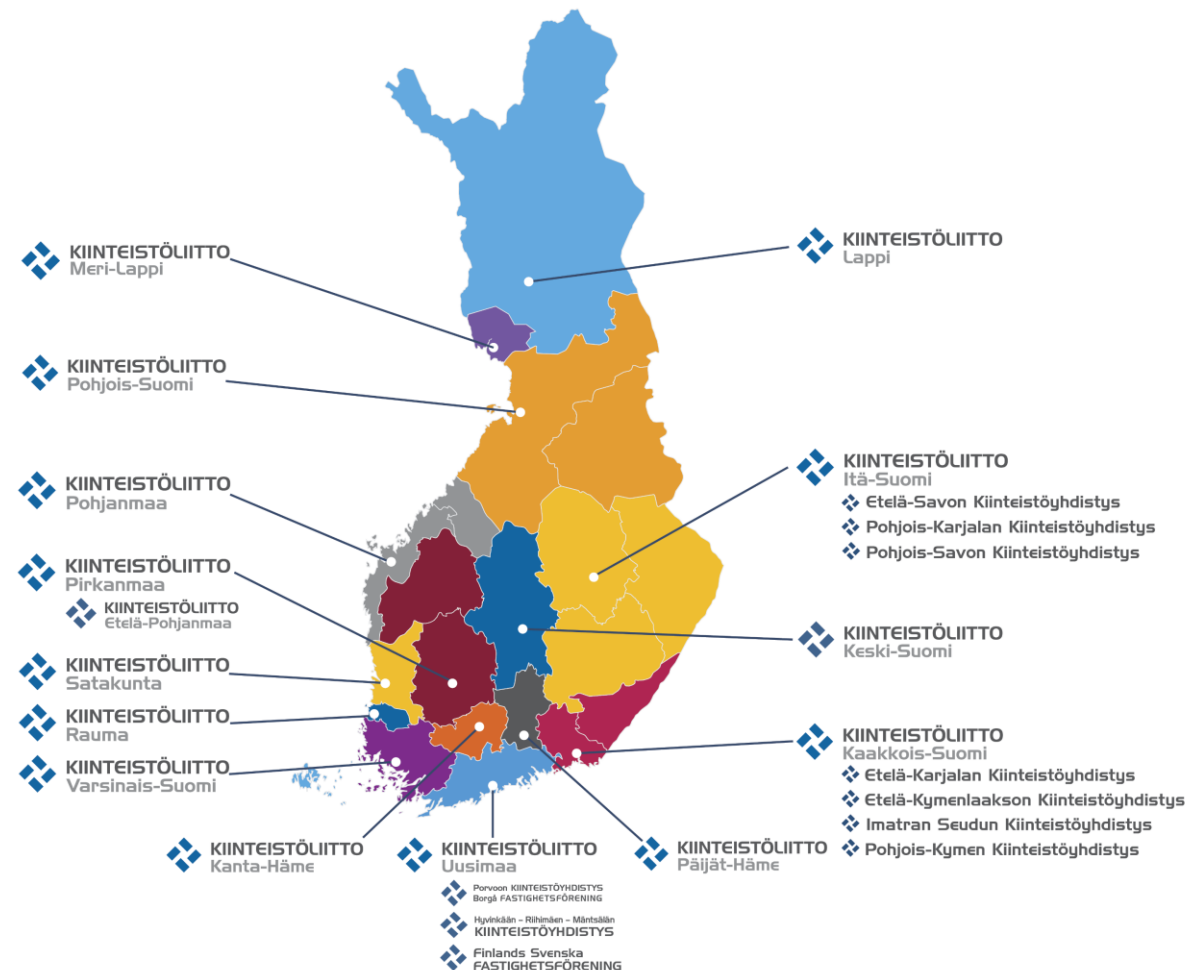 KIINTEISTÖLIITTO
Meri-Lappi
KIINTEISTÖLIITTO
Pohjois-Suomi
KIINTEISTÖLIITTO
Pohjanmaa
KIINTEISTÖLIITTO
Pirkanmaa
KIINTEISTÖLIITTO
Etelä-Pohjanmaa
KIINTEISTÖLIITTO
Satakunta
KIINTEISTÖLIITTO
Rauma
KIINTEISTÖLIITTO
Varsinais-Suomi
KIINTEISTÖLIITTO
Kanta-Häme
KIINTEISTÖLIITTO
Uusimaa
Porvoon KIINTEISTÖYHDISTYS
Borgå FASTIGHETSFÖRENING
Hyvinkään – Riihimäen – Mäntsälän
KIINTEISTÖYHDISTYS
Finlands Svenska
FASTIGHETSFÖRENING
KIINTEISTÖLIITTO
Päijät-Häme
KIINTEISTÖLIITTO
Lappi
KIINTEISTÖLIITTO
Itä-Suomi
Etelä-Savon Kiinteistöyhdistys
Pohjois-Karjalan Kiinteistöyhdistys
Pohjois-Savon Kiinteistöyhdistys
KIINTEISTÖLIITTO
Keski-Suomi
KIINTEISTÖLIITTO
Kaakkois-Suomi
Etelä-Karjalan Kiinteistöyhdistys
Etelä-Kymenlaakson Kiinteistöyhdistys
Imatran Seudun Kiinteistöyhdistys
Pohjois-Kymen Kiinteistöyhdistys